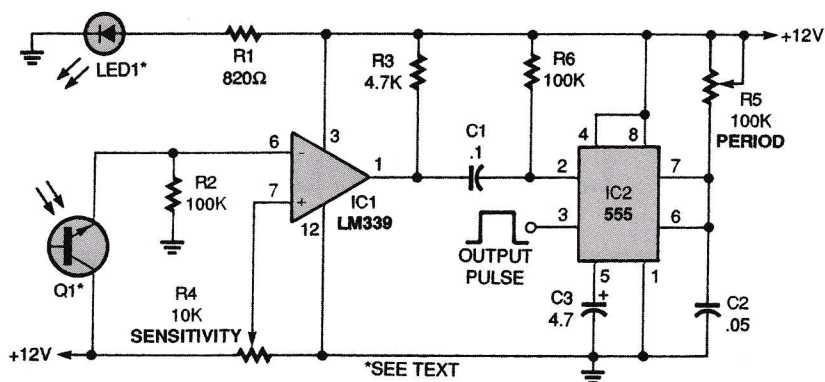 +12V
LED1*
R1
820Ω
R3
4.7K
R6
100K
R5
100K
PERIOD
C1
.1
4
8
6
3
-
7
+
1
12
IC1
LM339
R2
100K
2
7
IC2
555
3
6
OUTPUT
PULSE
5
1
Q1*
R4
10K
SENSITIVITY
C3
4.7
+
C2
.05
+12V
*SEE TEXT